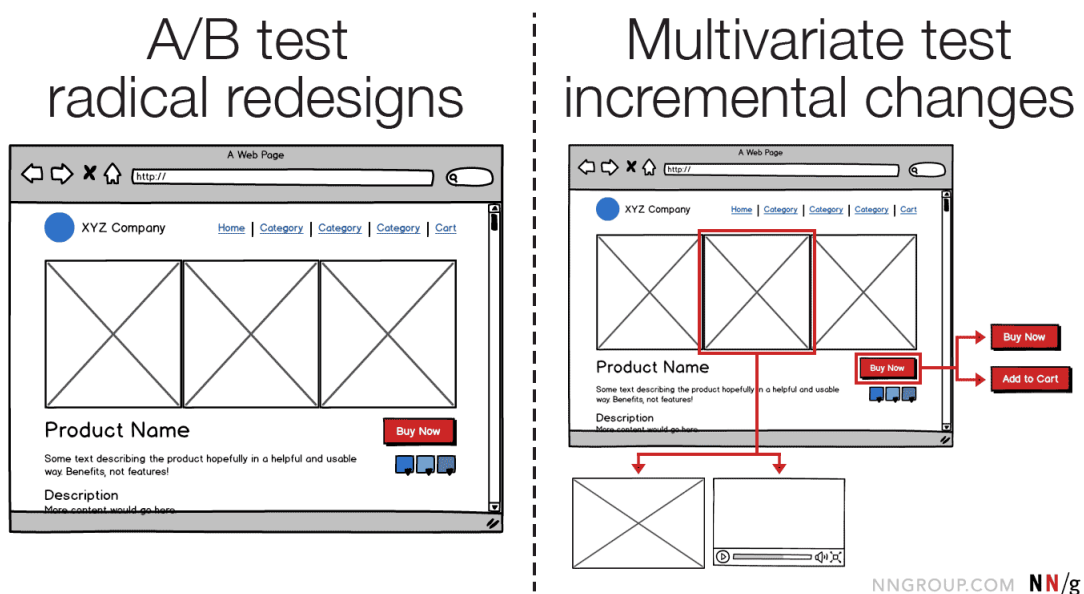 A/B test
radical redesigns
A Web Page
http://
XYZ Company
Home | Category | Category | Category | Cart
Product Name
Buy Now
Some text describing the product hopefully in a helpful and usable
way. Benefits, not features!
Description
More content would go here.
Multivariate test
incremental changes
A Web Page
http://
XYZ Company
Home | Category | Category | Category | Cart
Product Name
Buy Now
Some text describing the product hopefully in a helpful and usable
way. Benefits, not features!
Description
More content would go here.
Buy Now
Add to Cart
NNGROUP.COM NN/g